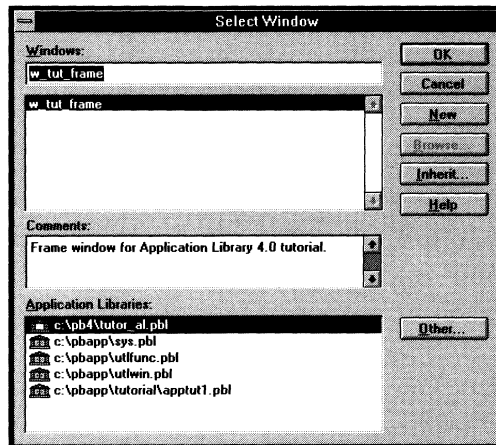 Select Window
Windows:
w_tut_frame
w_tut_frame
Comments:
Frame window for Application Library 4.0 tutorial.
Application Libraries:
c:\pb4\tutor_al.pbl
c:\pbapp\sys.pbl
c:\pbapp\utlfunc.pbl
c:\pbapp\utlwin.pbl
c:\pbapp\tutorial\apptut1.pbl
OK
Cancel
New
Browse...
Inherit...
Help
Other...